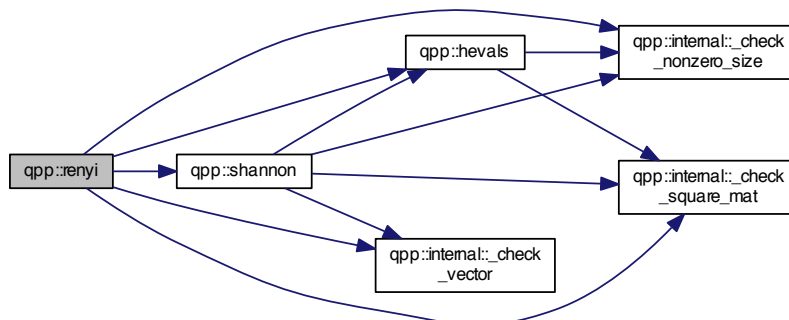 qpp::renyi
qpp::shannon
qpp::hevals
qpp::internal::_check
_vector
qpp::internal::_check
_nonzero_size
qpp::internal::_check
_square_mat